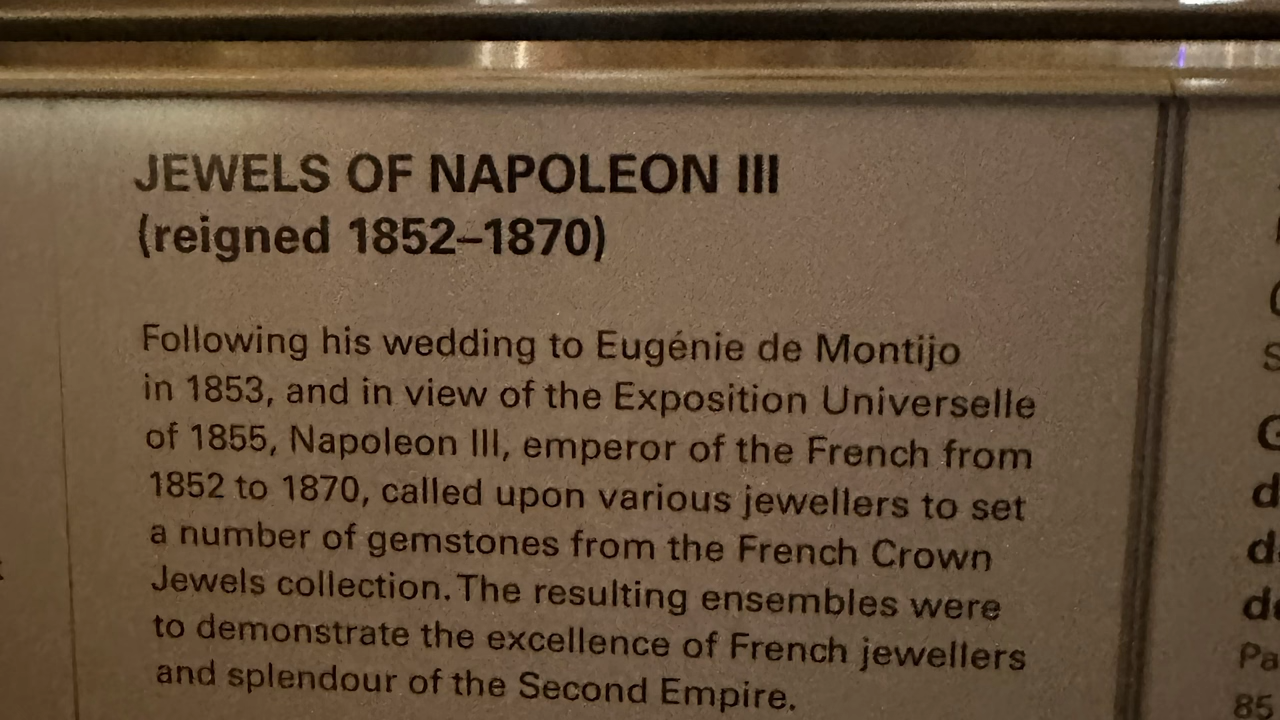 JEWELS OF NAPOLEON III
(reigned 1852–1870)
Following his wedding to Eugénie de Montijo
in 1853, and in view of the Exposition Universelle
of 1855, Napoleon III, emperor of the French from
1852 to 1870, called upon various jewellers to set
a number of gemstones from the French Crown
Jewels collection. The resulting ensembles were
to demonstrate the excellence of French jewellers
and splendour of the Second Empire.